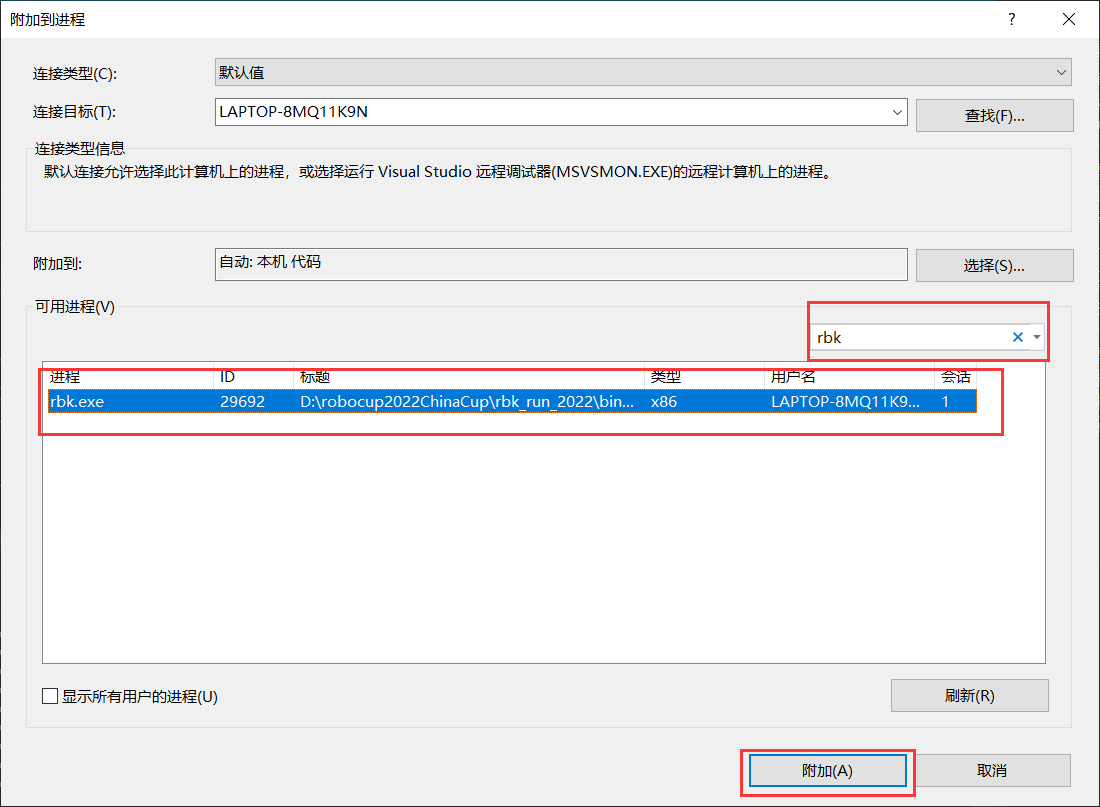 附加到进程
连接类型(C):
默认值
连接目标(T):
LAPTOP-8MQ11K9N
查找(F)...
连接类型信息
默认连接允许选择此计算机上的进程，或选择运行 Visual Studio 远程调试器(MSVSMON.EXE)的远程计算机上的进程。
附加到:
自动: 本机 代码
选择(S)...
可用进程(V)
rbk
进程 ID 标题 类型 用户名 会话
rbk.exe 29692 D:\robocup2022ChinaCup\rbk_run_2022\bin... x86 LAPTOP-8MQ11K9... 1
显示所有用户的进程(U)
刷新(R)
附加(A)
取消